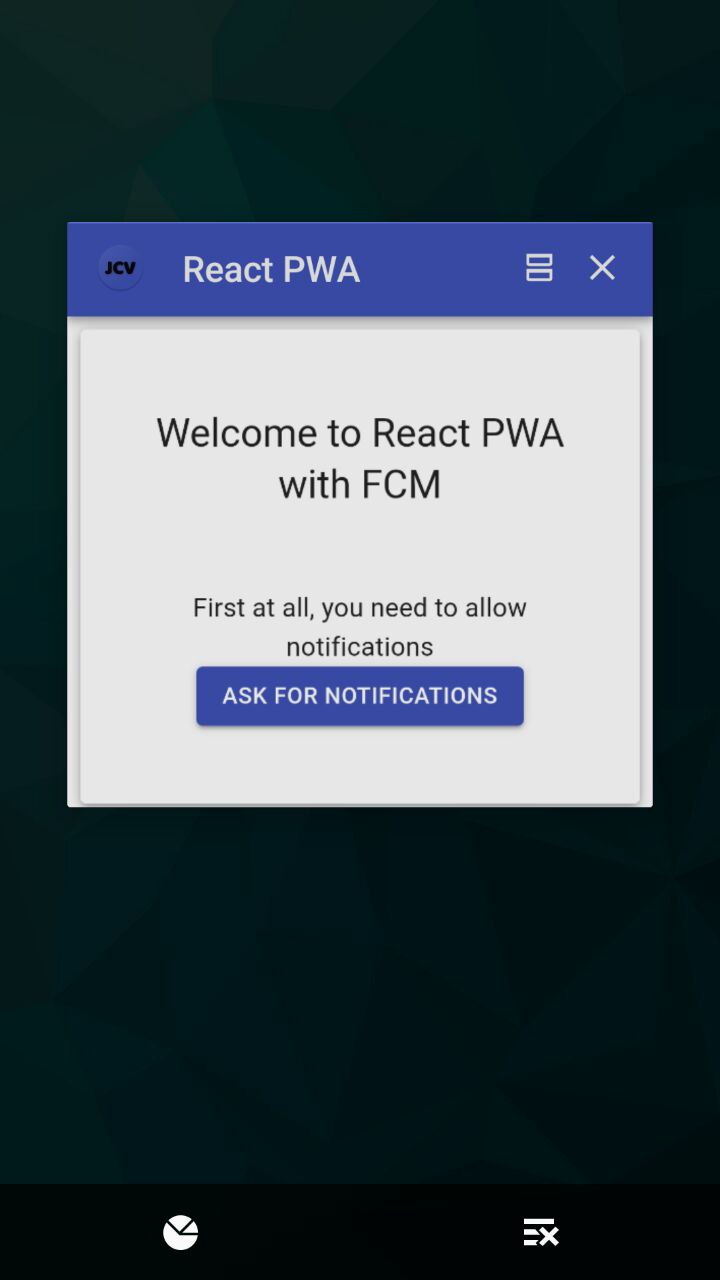 JCV
React PWA
Welcome to React PWA
with FCM
First at all, you need to allow
notifications
ASK FOR NOTIFICATIONS